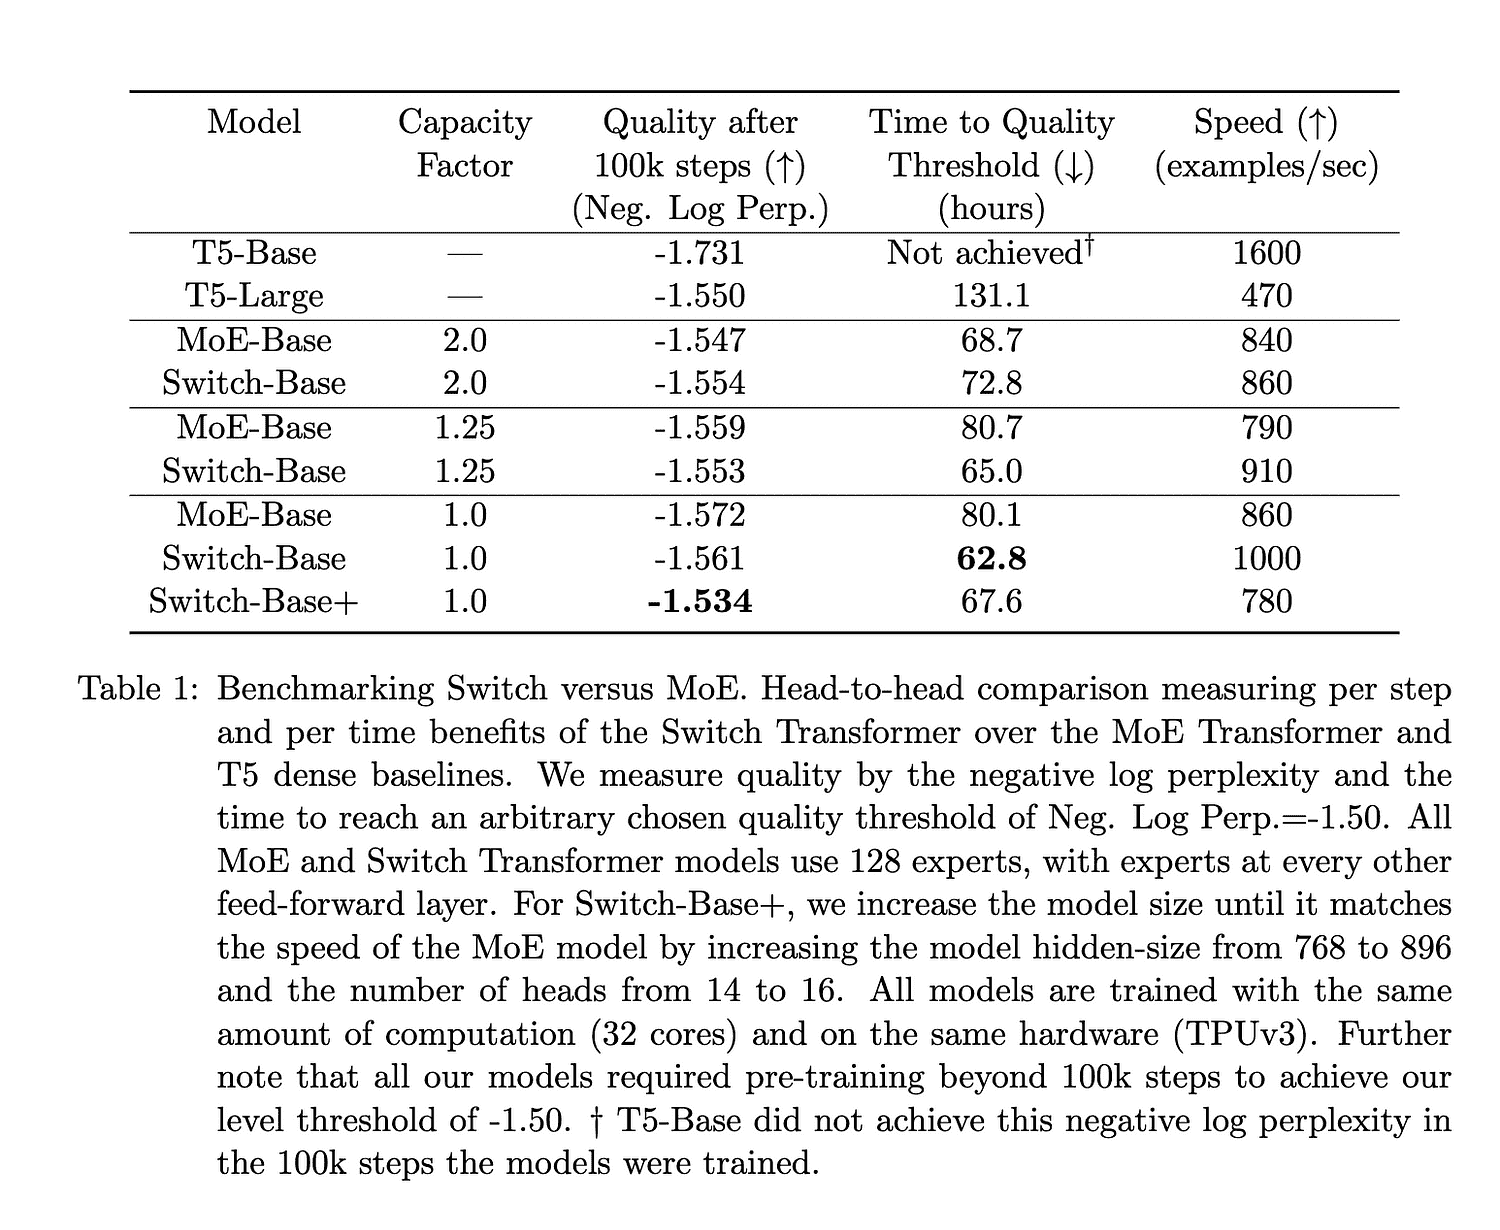 Model Capacity Quality after Time to Quality Speed (↑)
Factor 100k steps (↑) Threshold (↓) (examples/sec)
(Neg. Log Perp.) (hours)
T5-Base — -1.731 Not achieved† 1600
T5-Large — -1.550 131.1 470
MoE-Base 2.0 -1.547 68.7 840
Switch-Base 2.0 -1.554 72.8 860
MoE-Base 1.25 -1.559 80.7 790
Switch-Base 1.25 -1.553 65.0 910
MoE-Base 1.0 -1.572 80.1 860
Switch-Base 1.0 -1.561 62.8 1000
Switch-Base+ 1.0 -1.534 67.6 780
Table 1: Benchmarking Switch versus MoE. Head-to-head comparison measuring per step
and per time benefits of the Switch Transformer over the MoE Transformer and
T5 dense baselines. We measure quality by the negative log perplexity and the
time to reach an arbitrary chosen quality threshold of Neg. Log Perp.=-1.50. All
MoE and Switch Transformer models use 128 experts, with experts at every other
feed-forward layer. For Switch-Base+, we increase the model size until it matches
the speed of the MoE model by increasing the model hidden-size from 768 to 896
and the number of heads from 14 to 16. All models are trained with the same
amount of computation (32 cores) and on the same hardware (TPUv3). Further
note that all our models required pre-training beyond 100k steps to achieve our
level threshold of -1.50. † T5-Base did not achieve this negative log perplexity in
the 100k steps the models were trained.